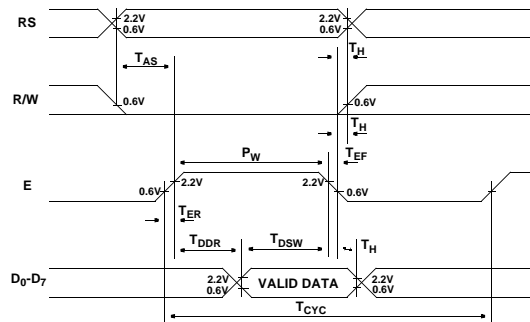 RS
2.2V
0.6V
2.2V
0.6V
TAS
TH
R/W
0.6V
0.6V
TH
PW
TEF
E
0.6V
2.2V
2.2V
0.6V
TER
TDDR
TDSW
TH
D0-D7
2.2V
0.6V
VALID DATA
2.2V
0.6V
TCYC